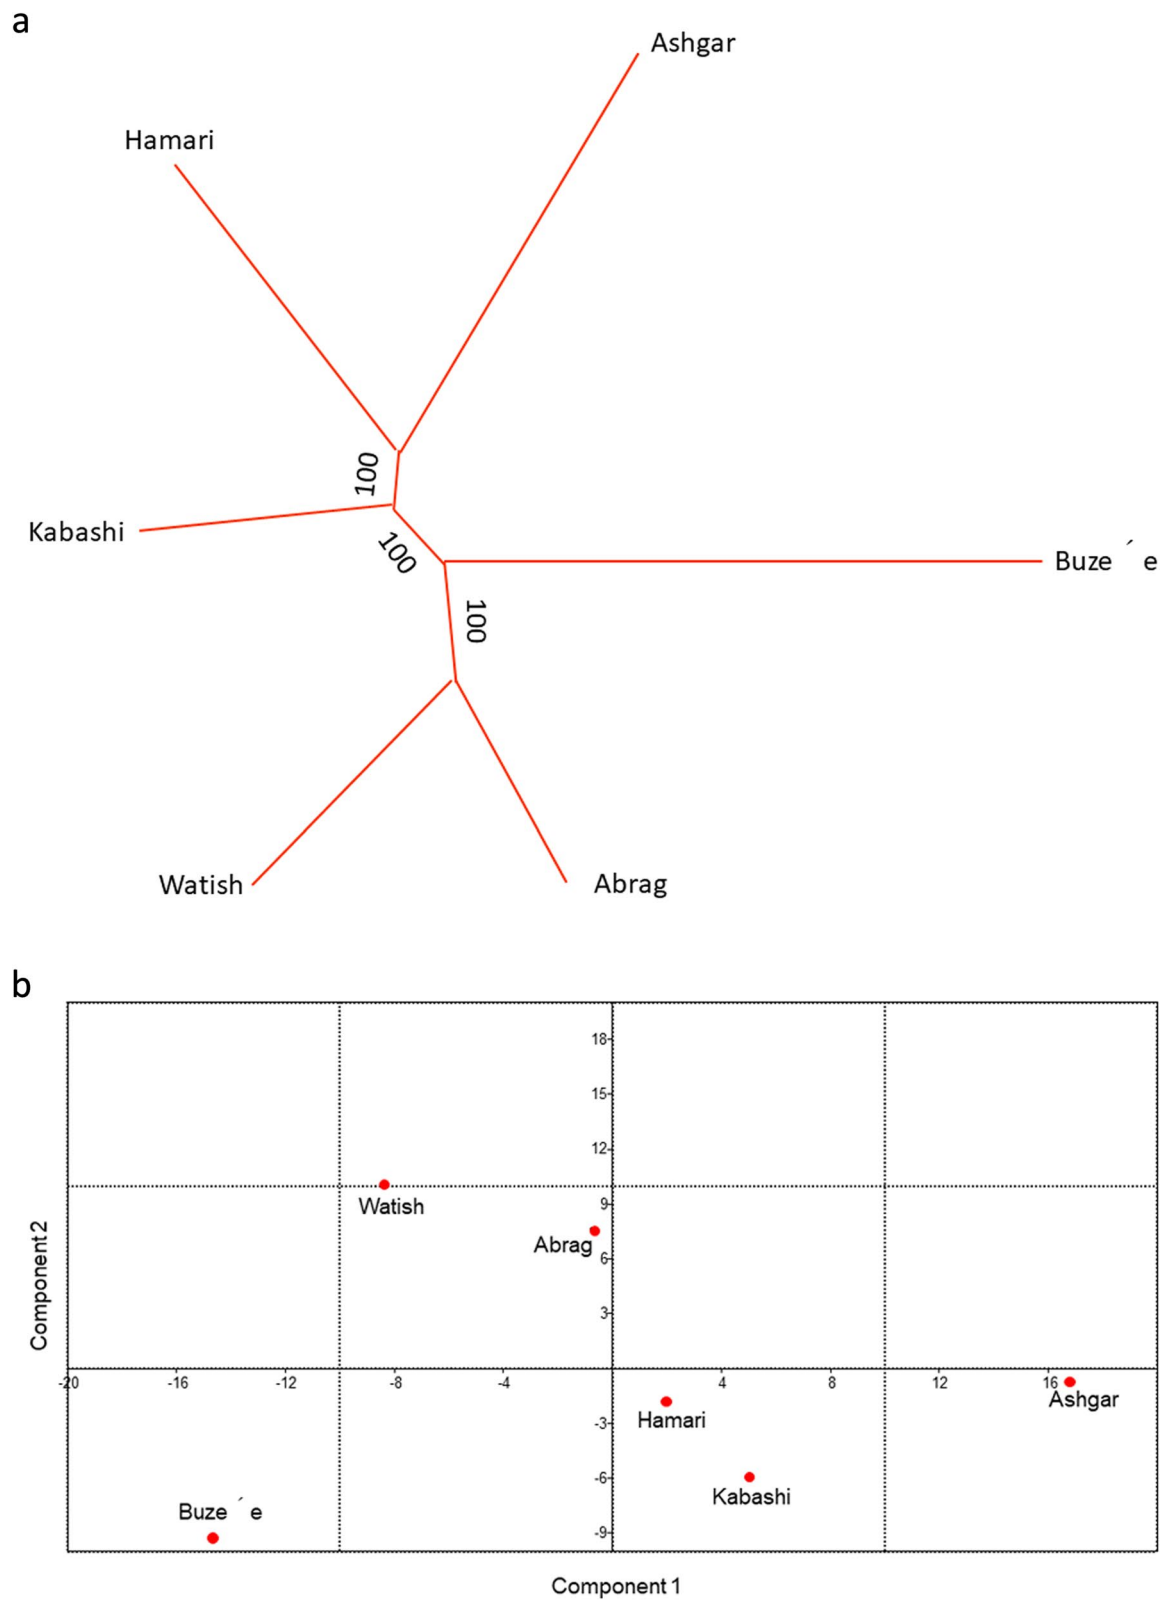 a
Ashgar
Hamari
100
Kabashi
100
Buze ´ e
100
Watish
Abrag
b
18
15
12
Watish
9
Abrag
6
3
Component 2
-20 -16 -12 -8 -4 4 8 12 16
Ashgar
Hamari
-3
-6
Kabashi
Buze ´ e
-9
Component 1